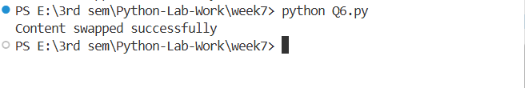 PS E:\3rd sem\Python-Lab-Work\week7> python Q6.py
Content swapped successfully
PS E:\3rd sem\Python-Lab-Work\week7>